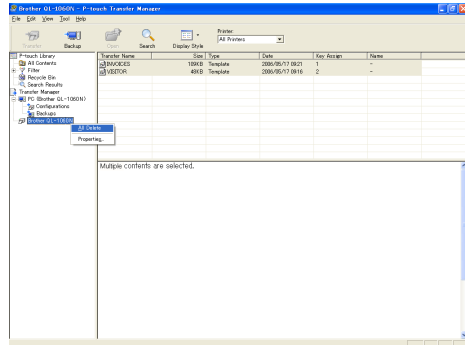 Brother QL-1060N - P-touch Transfer Manager
File Edit View Tool Help
Transfer Backup Open Search Display Style
Printer:
All Printers
P-touch Library
All Contents
Filter
Recycle Bin
Search Results
Transfer Manager
PC (Brother QL-1060N)
Configurations
Backups
Brother QL-1060N
All Delete
Properties...
Transfer Name Size Type Date Key Assign Name
INVOICES 189KB Template 2006/05/17 09:21 1 -
VISITOR 48KB Template 2006/05/17 09:16 2 -
Multiple contents are selected.